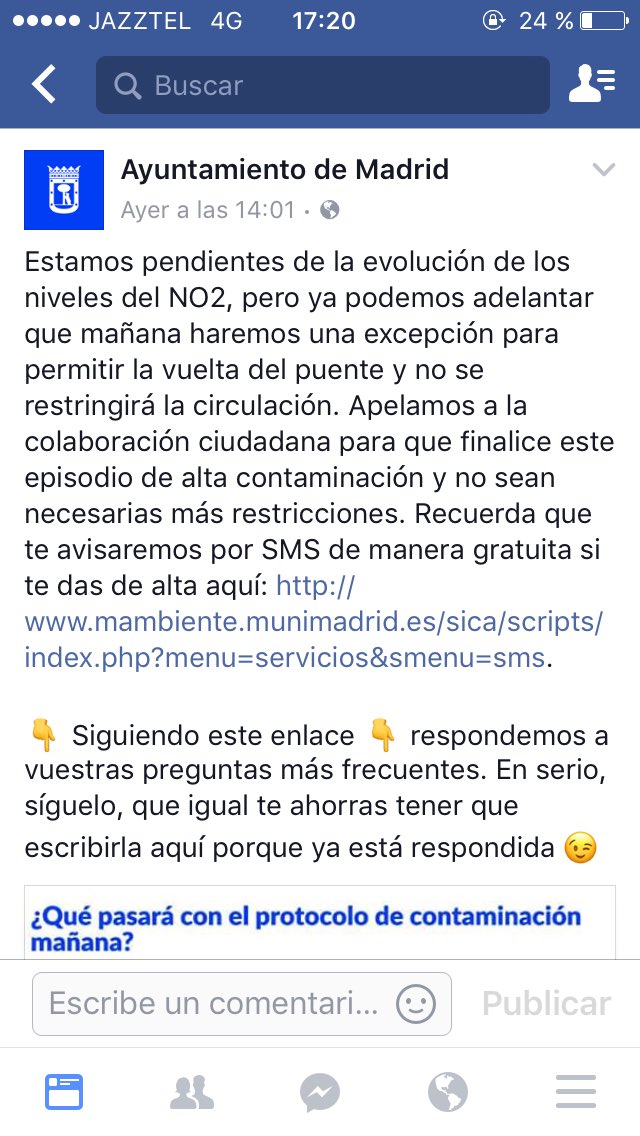 JAZZTEL 4G 17:20 24 %
Buscar
Ayuntamiento de Madrid
Ayer a las 14:01 ·
Estamos pendientes de la evolución de los
niveles del NO2, pero ya podemos adelantar
que mañana haremos una excepción para
permitir la vuelta del puente y no se
restringirá la circulación. Apelamos a la
colaboración ciudadana para que finalice este
episodio de alta contaminación y no sean
necesarias más restricciones. Recuerda que
te avisaremos por SMS de manera gratuita si
te das de alta aquí: http://
www.mambiente.munimadrid.es/sica/scripts/
index.php?menu=servicios&smenu=sms.
👇 Siguiendo este enlace 👇 respondemos a
vuestras preguntas más frecuentes. En serio,
síguelo, que igual te ahorras tener que
escribirla aquí porque ya está respondida 😉
¿Qué pasará con el protocolo de contaminación
mañana?
Escribe un comentari... Publicar